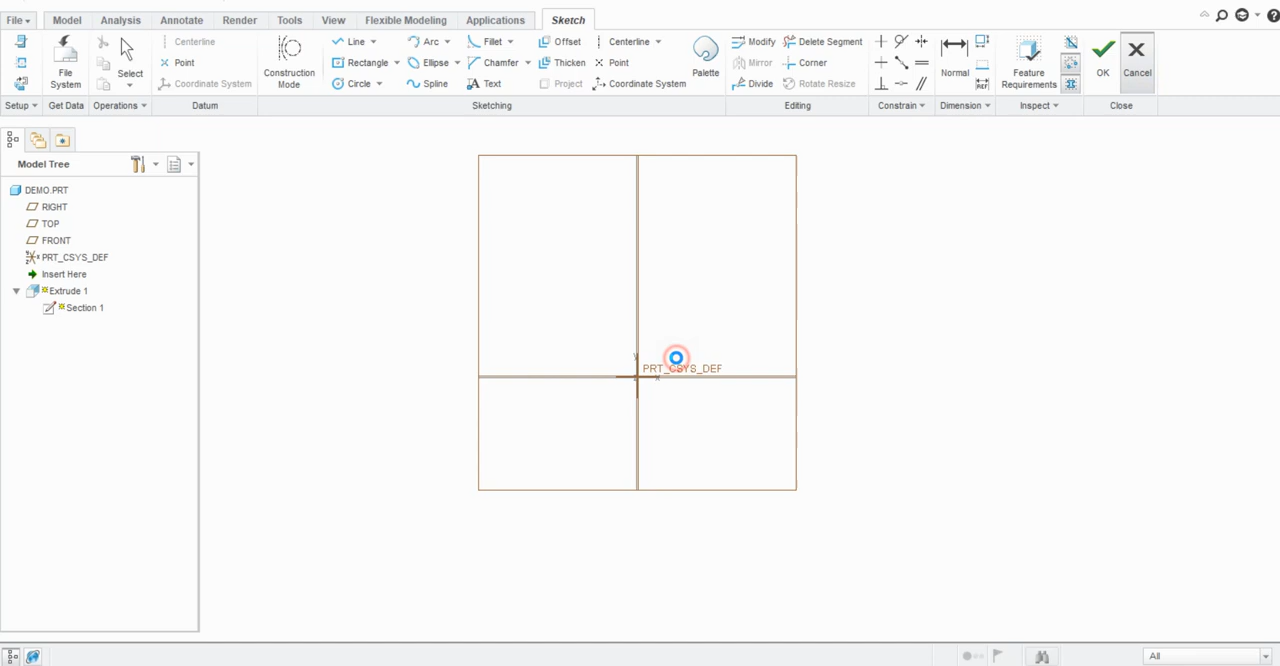 File Model Analysis Annotate Render Tools View Flexible Modeling Applications Sketch
Centerline Line Arc Fillet Offset Centerline Modify Delete Segment
Point Rectangle Ellipse Chamfer Thicken Point Mirror Corner
Coordinate System Circle Spline Text Project Coordinate System Divide Rotate Resize
File System Select Construction Mode Palette Normal REF Feature Requirements OK Cancel
Setup Get Data Operations Datum Sketching Editing Constrain Dimension Inspect Close
Model Tree
DEMO.PRT
RIGHT
TOP
FRONT
PRT_CSYS_DEF
Insert Here
Extrude 1
Section 1
y
PRT_CSYS_DEF
x
All